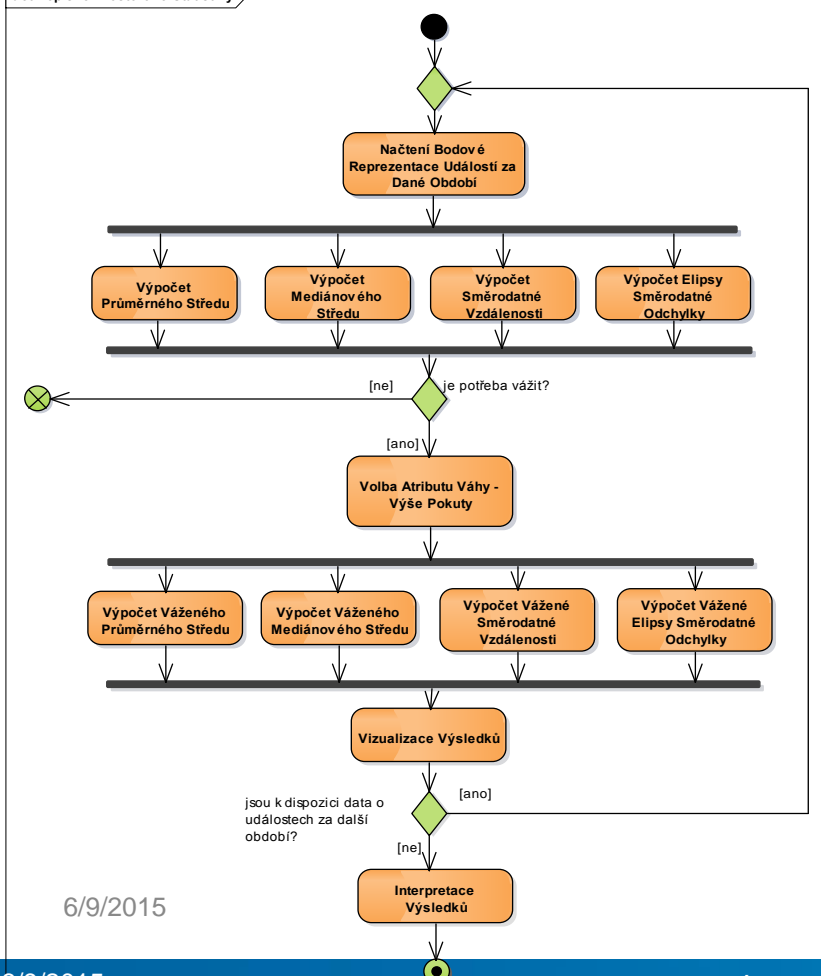 Načtení Bodové
Reprezentace Událostí za
Dané Období
Výpočet
Průměrného Středu
Výpočet
Mediánového
Středu
Výpočet
Směrodatné
Vzdálenosti
Výpočet Elipsy
Směrodatné
Odchylky
[ne]
je potřeba vážit?
[ano]
Volba Atributu Váhy -
Výše Pokuty
Výpočet Váženého
Průměrného Středu
Výpočet Váženého
Mediánového Středu
Výpočet Vážené
Směrodatné
Vzdálenosti
Výpočet Vážené
Elipsy Směrodatné
Odchylky
Vizualizace Výsledků
jsou k dispozici data o
událostech za další
období?
[ano]
[ne]
Interpretace
Výsledků
6/9/2015